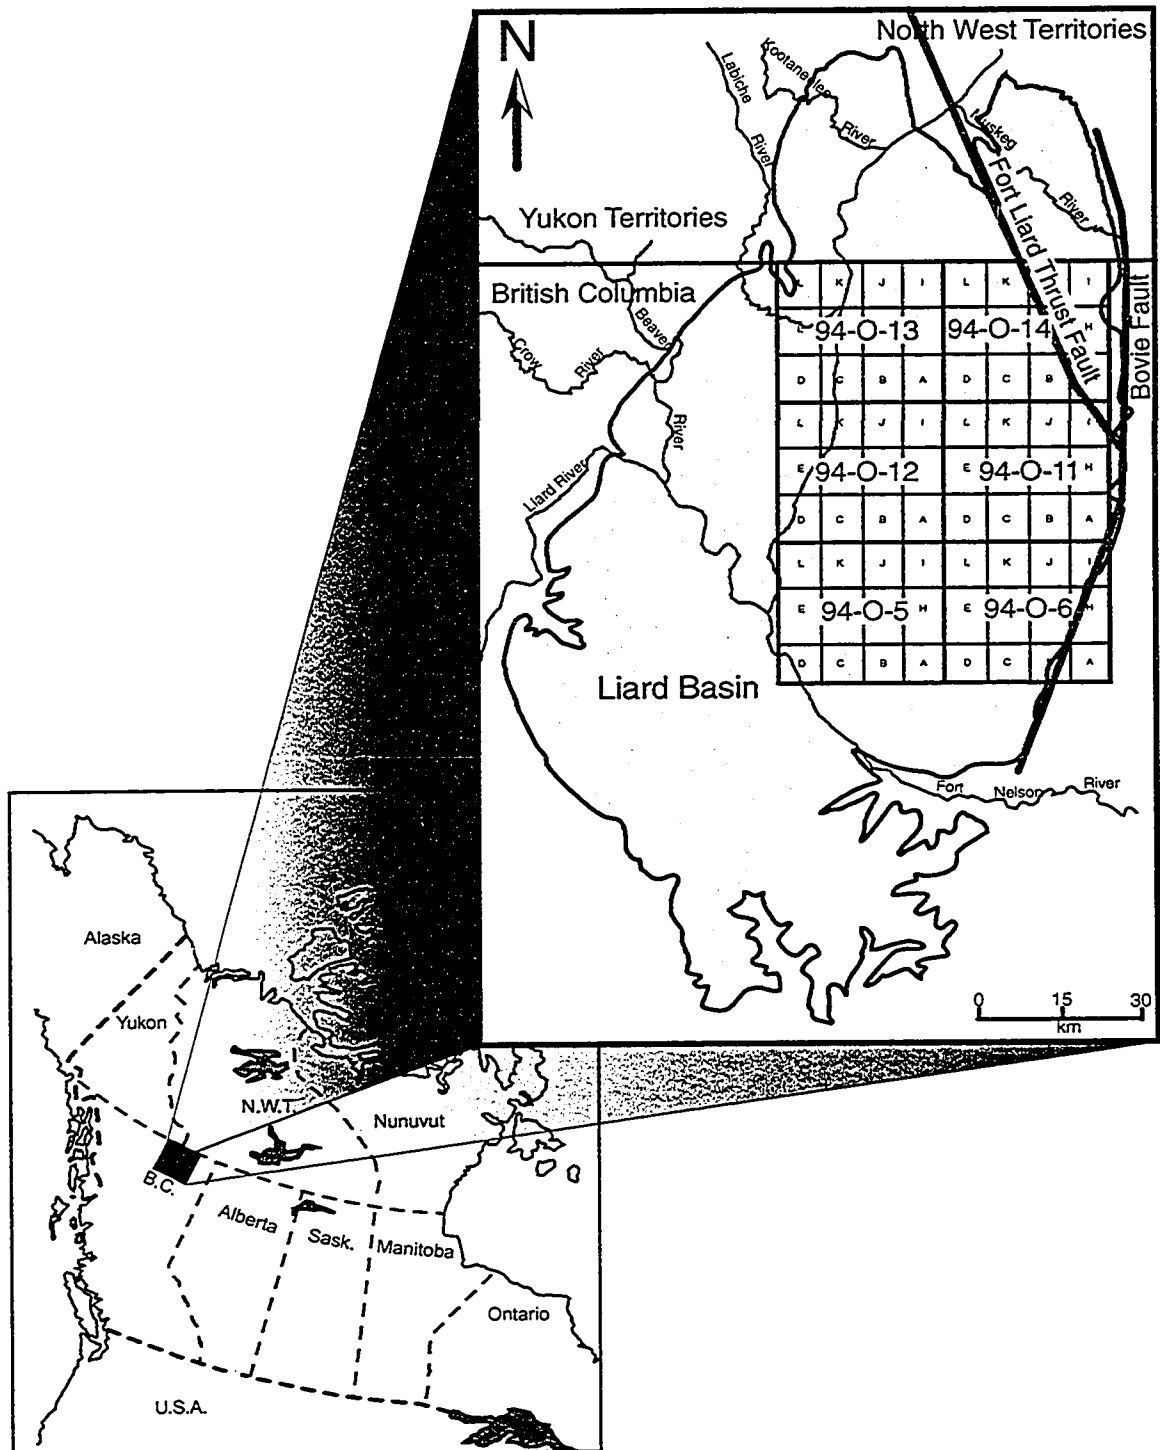 N
North West Territories
Labiche
River
Kootaneelee
River
Muskeg
River
Fort Liard Thrust Fault
Bovie Fault
Yukon Territories
British Columbia
Beaver
River
Crow
River
Liard River
L K J I L K I
94-O-13 94-O-14 H
D C B A D C B
L K J I L K J I
E 94-O-12 E 94-O-11 H
D C B A D C B A
L K J I L K J I
E 94-O-5 H E 94-O-6 H
D C B A D C A
Liard Basin
Fort Nelson River
0 15 30
km
Alaska
Yukon
N.W.T.
Nunuvut
B.C.
Alberta
Sask.
Manitoba
Ontario
U.S.A.